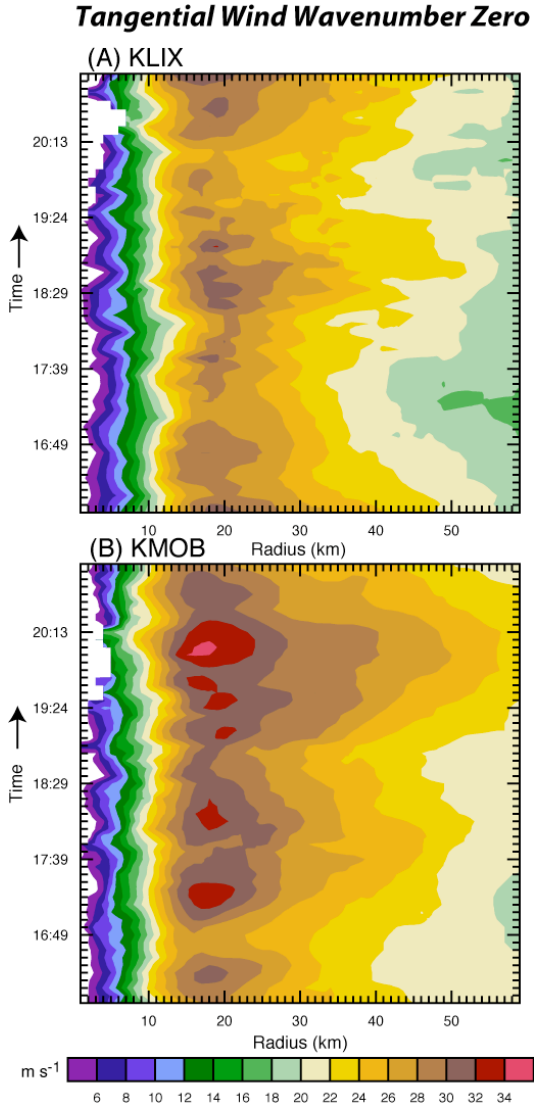 Tangential Wind Wavenumber Zero
(A) KLIX
20:13
19:24
18:29
17:39
16:49
Time
10 20 30 40 50
Radius (km)
(B) KMOB
20:13
19:24
18:29
17:39
16:49
Time
10 20 30 40 50
Radius (km)
m s⁻¹
6 8 10 12 14 16 18 20 22 24 26 28 30 32 34